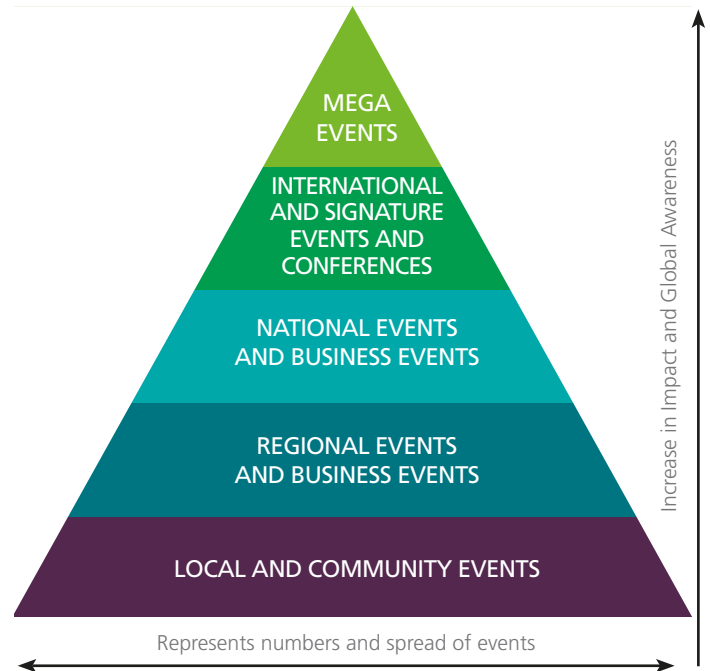 MEGA
EVENTS
INTERNATIONAL
AND SIGNATURE
EVENTS AND
CONFERENCES
NATIONAL EVENTS
AND BUSINESS EVENTS
REGIONAL EVENTS
AND BUSINESS EVENTS
LOCAL AND COMMUNITY EVENTS
Represents numbers and spread of events
Increase in Impact and Global Awareness